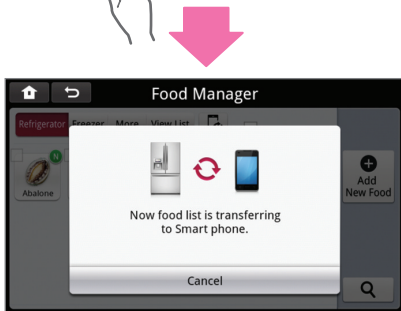 Food Manager
Refrigerator Freezer More View List
N
Abalone
Add
New Food
Now food list is transferring
to Smart phone.
Cancel